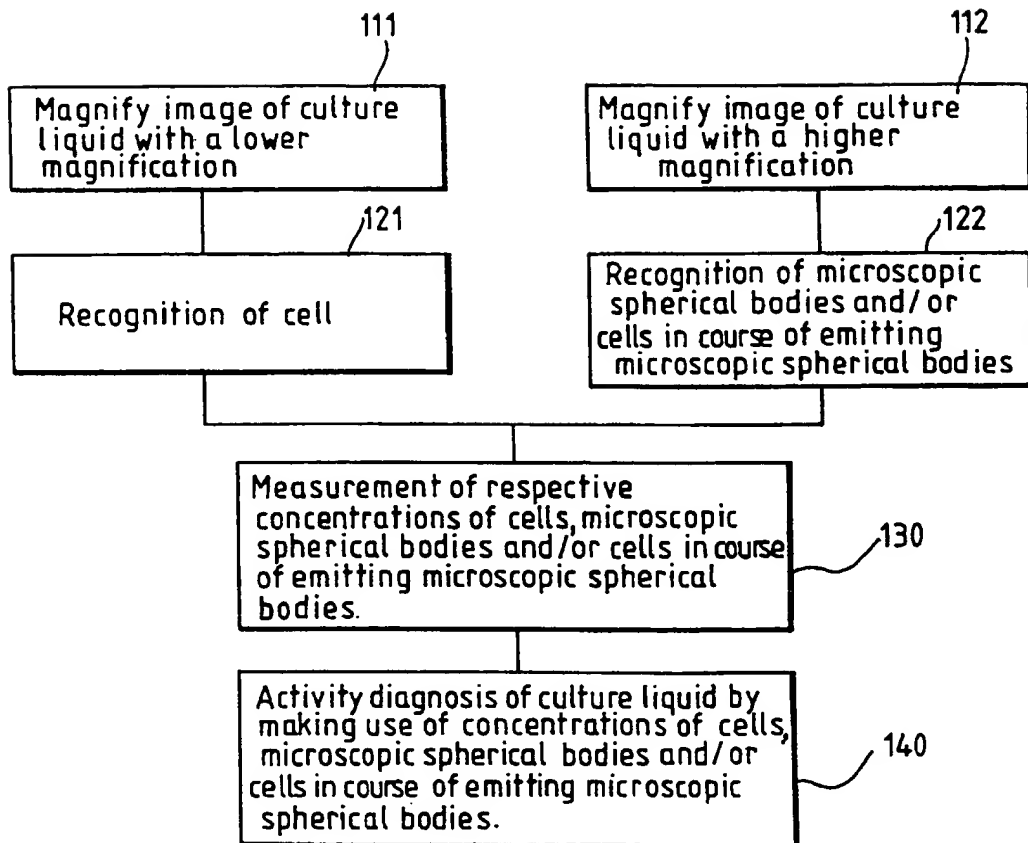 111
112
Magnify image of culture
liquid with a lower
magnification
Magnify image of culture
liquid with a higher
magnification
121
122
Recognition of cell
Recognition of microscopic
spherical bodies and/or
cells in course of emitting
microscopic spherical bodies
Measurement of respective
concentrations of cells, microscopic
spherical bodies and/or cells in course
of emitting microscopic spherical
bodies.
130
Activity diagnosis of culture liquid by
making use of concentrations of cells,
microscopic spherical bodies and/or
cells in course of emitting microscopic
spherical bodies.
140